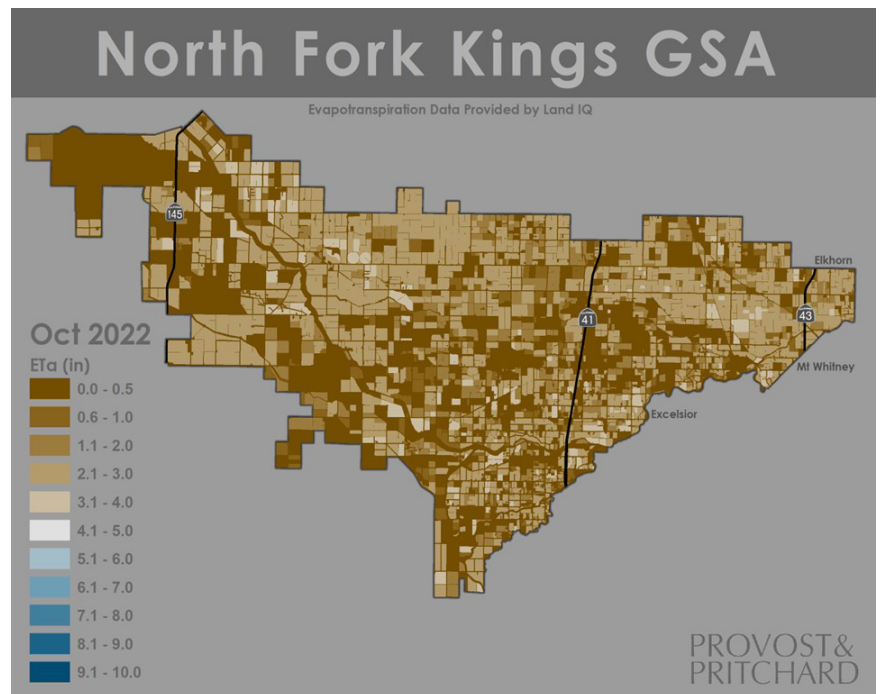 North Fork Kings GSA
Evapotranspiration Data Provided by Land IQ
145
Elkhorn
43
41
Mt Whitney
Excelsior
Oct 2022
ETa (in)
0.0 - 0.5
0.6 - 1.0
1.1 - 2.0
2.1 - 3.0
3.1 - 4.0
4.1 - 5.0
5.1 - 6.0
6.1 - 7.0
7.1 - 8.0
8.1 - 9.0
9.1 - 10.0
PROVOST&
PRITCHARD